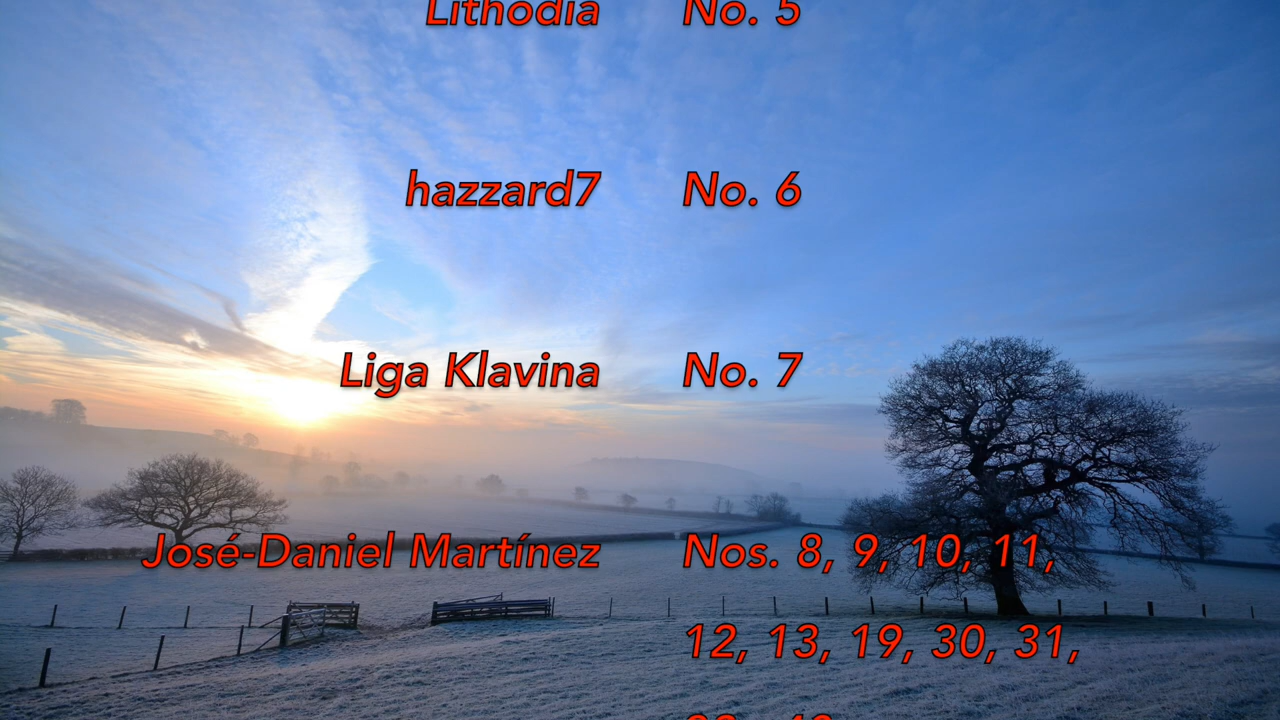 Lithodia No. 5
hazzard7 No. 6
Liga Klavina No. 7
José-Daniel Martínez Nos. 8, 9, 10, 11,
12, 13, 19, 30, 31,